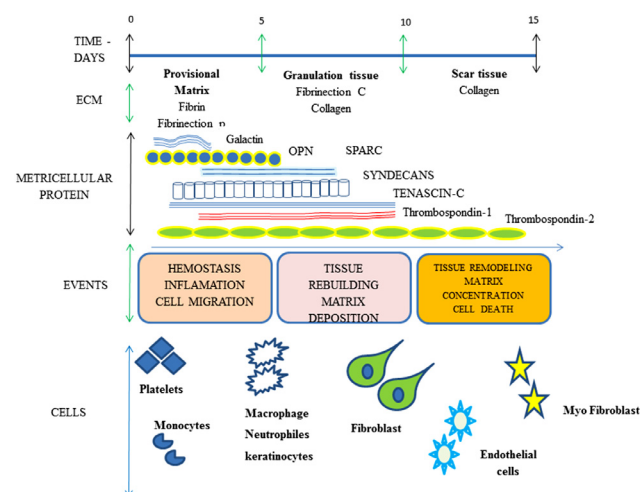 0 5 10 15
TIME -
DAYS
Provisional
Matrix
Fibrin
Fibrinection n
Granulation tissue
Fibrinection C
Collagen
Scar tissue
Collagen
ECM
Galactin
OPN SPARC
METRICELLULAR
PROTEIN
SYNDECANS
TENASCIN-C
Thrombospondin-1
Thrombospondin-2
EVENTS
HEMOSTASIS
INFLAMATION
CELL MIGRATION
TISSUE
REBUILDING
MATRIX
DEPOSITION
TISSUE REMODELING
MATRIX
CONCENTRATION
CELL DEATH
CELLS
Platelets
Monocytes
Macrophage
Neutrophiles
keratinocytes
Fibroblast
Endothelial
cells
Myo Fibroblast